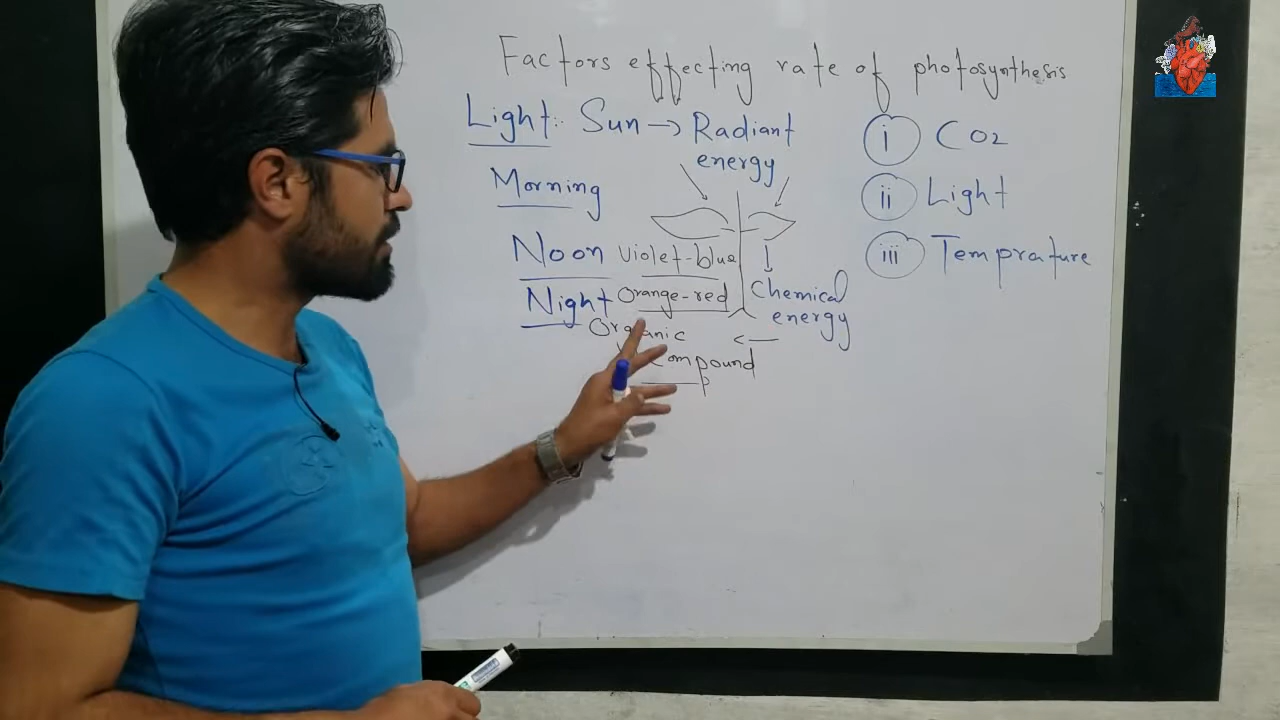 Factors effecting rate of photosynthesis
Light: Sun → Radiant
energy
Morning
Noon
Night
Violet-blue
Orange-red
Chemical
energy
←
Organic
Compound
i CO2
ii Light
iii Temprature